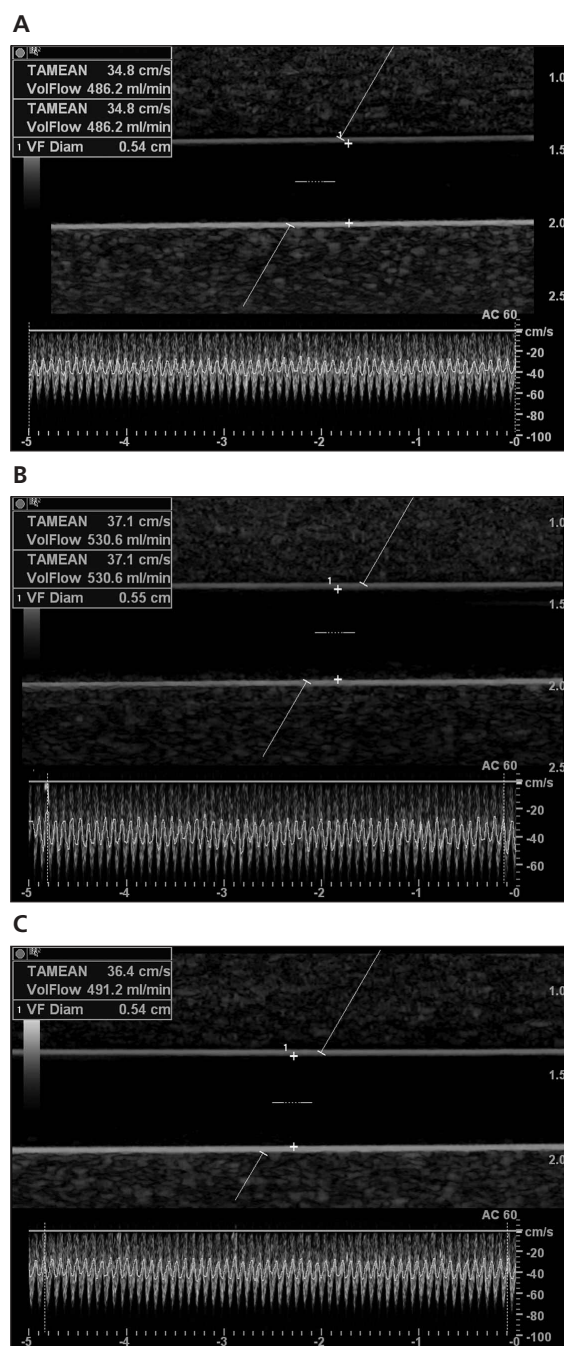 A
TAMEAN 34.8 cm/s
VolFlow 486.2 ml/min
TAMEAN 34.8 cm/s
VolFlow 486.2 ml/min
1 VF Diam 0.54 cm
1.0
1
1.5
2.0
2.5
AC 60
cm/s
-20
-40
-60
-80
-100
-5 -4 -3 -2 -1 -0
B
TAMEAN 37.1 cm/s
VolFlow 530.6 ml/min
TAMEAN 37.1 cm/s
VolFlow 530.6 ml/min
1 VF Diam 0.55 cm
1.0
1
1.5
2.0
2.5
AC 60
cm/s
-20
-40
-60
-5 -4 -3 -2 -1 -0
C
TAMEAN 36.4 cm/s
VolFlow 491.2 ml/min
1 VF Diam 0.54 cm
1.0
1
1.5
2.0
AC 60
cm/s
-20
-40
-60
-80
-100
-5 -4 -3 -2 -1 -0